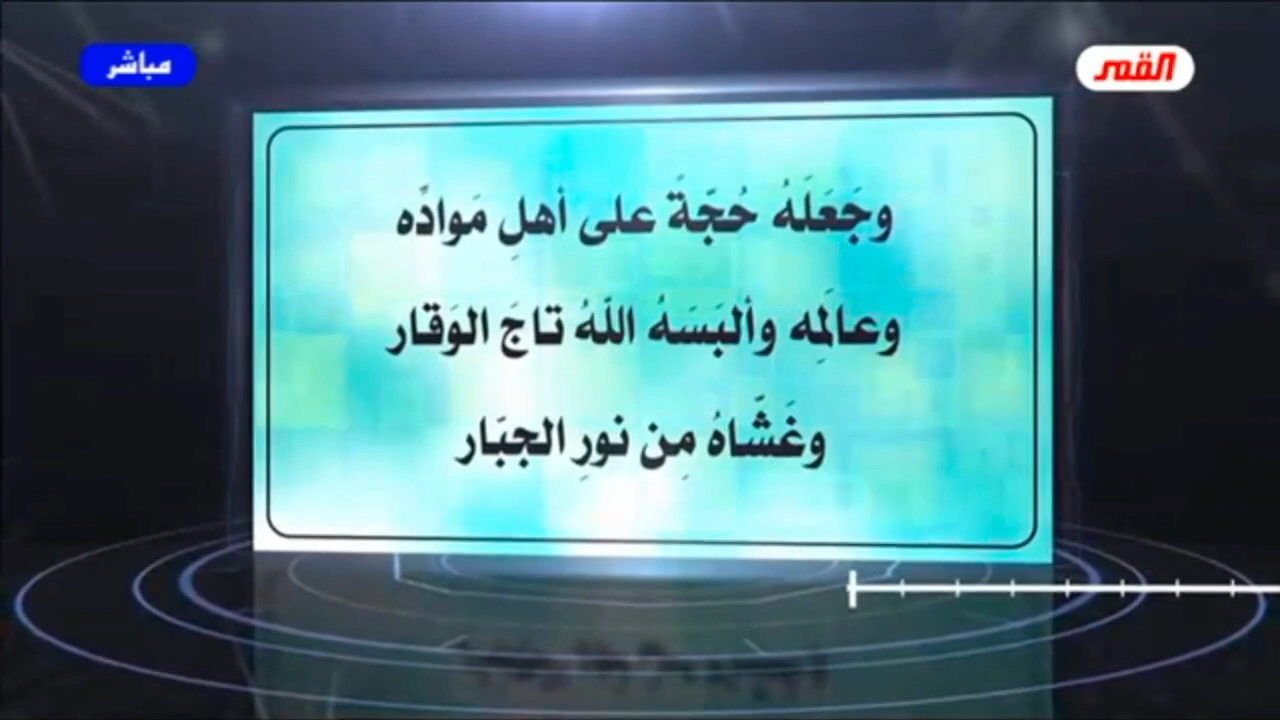 القمر
مباشر
وجَعَلَهُ حُجّةً على أهلِ مَوادِّه
وعالَمِه وألبَسَهُ اللّهُ تاجَ الوَقار
وغَشّاهُ مِن نورِ الجبَار